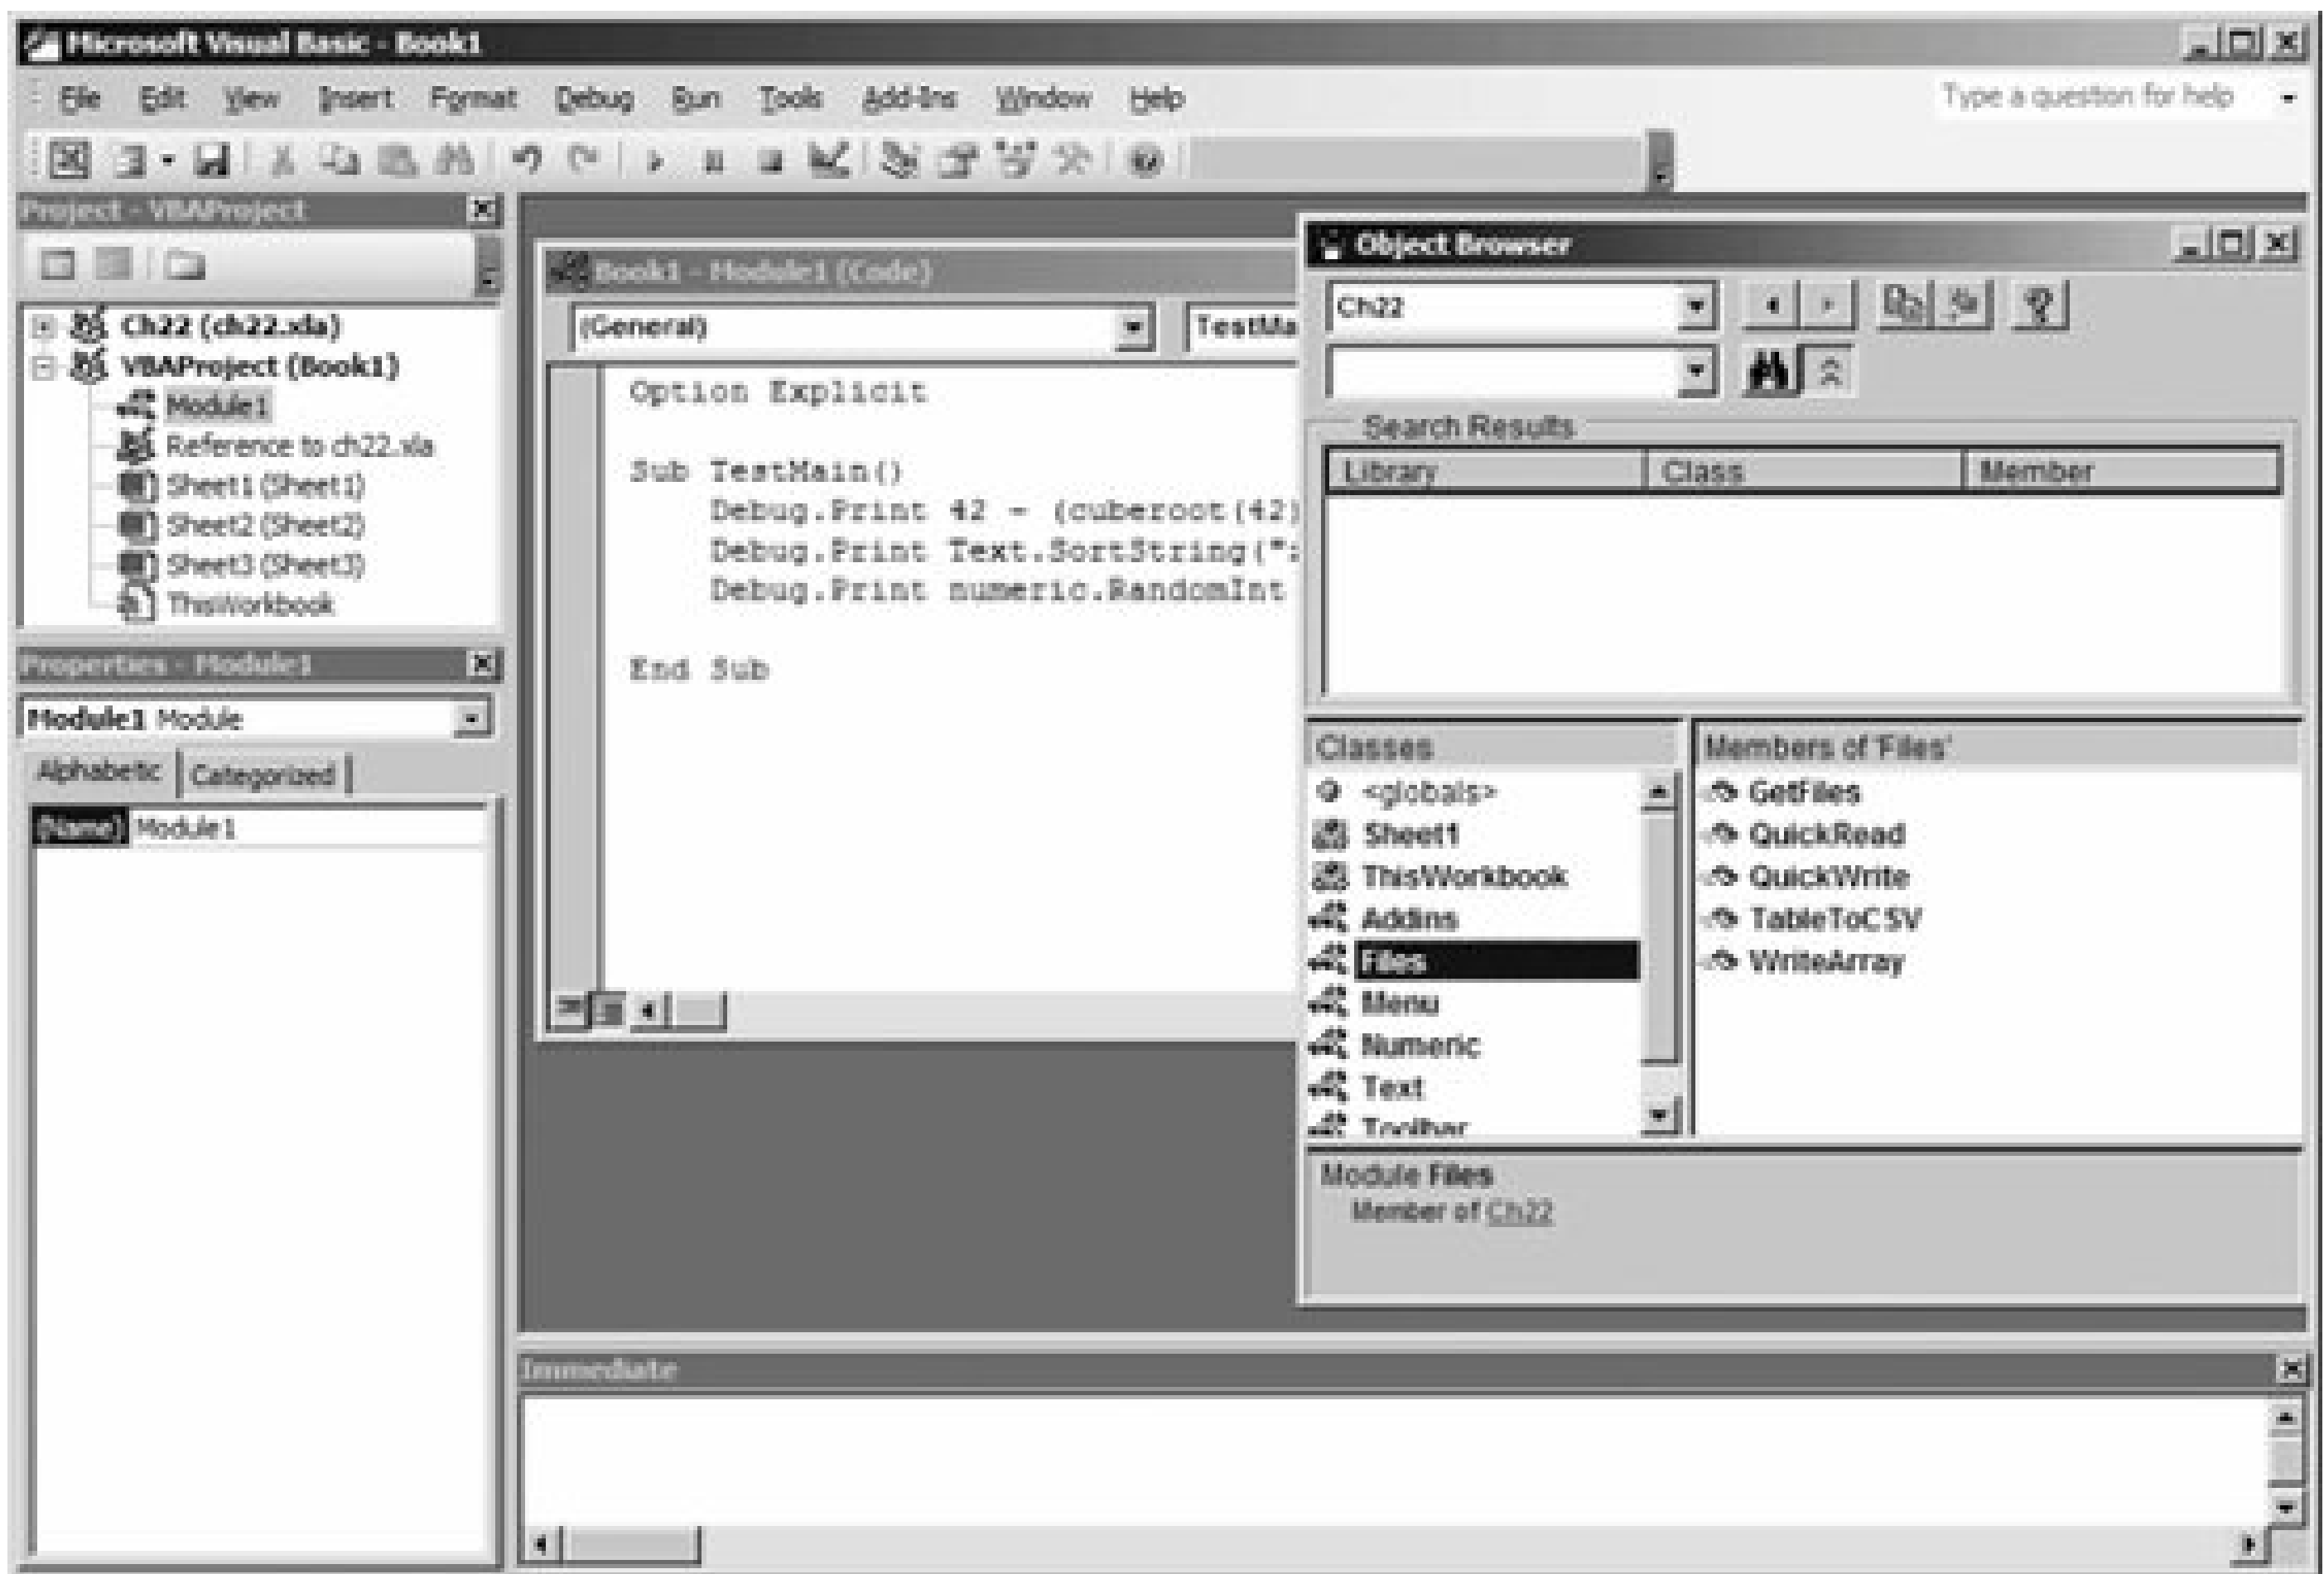 Microsoft Visual Basic - Book1
File Edit View Insert Format Debug Run Tools Add-Ins Window Help
Type a question for help
Project - VBAProject
Ch22 (ch22.xla)
VBAProject (Book1)
Module1
Reference to ch22.xla
Sheet1 (Sheet1)
Sheet2 (Sheet2)
Sheet3 (Sheet3)
ThisWorkbook
Properties - Module1
Module1 Module
Alphabetic Categorized
(Name) Module1
Book1 - Module1 (Code)
(General) TestMa
Option Explicit
Sub TestMain()
Debug.Print 42 - (cuberoot(42)
Debug.Print Text.SortString("
Debug.Print numeric.RandomInt
End Sub
Object Browser
Ch22
Search Results
Library Class Member
Classes
<globals>
Sheet1
ThisWorkbook
Addins
Files
Menu
Numeric
Text
Toolbar
Members of 'Files'
GetFiles
QuickRead
QuickWrite
TableToCSV
WriteArray
Module Files
Member of Ch22
Immediate